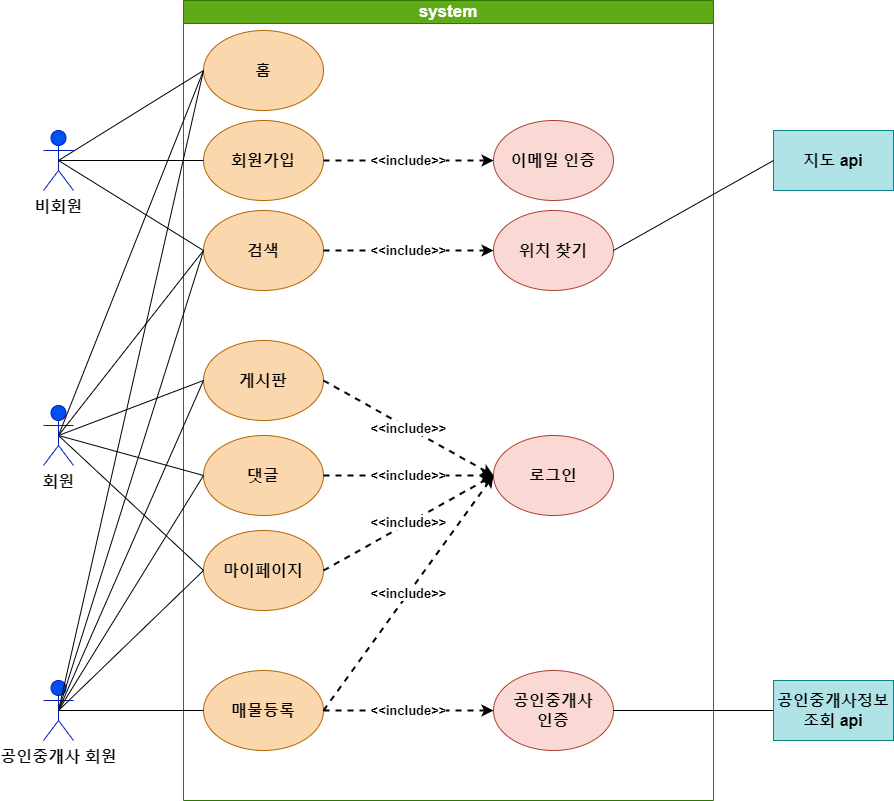 system
홈
비회원
회원가입
<<include>>
이메일 인증
지도 api
검색
<<include>>
위치 찾기
게시판
<<include>>
회원
댓글
<<include>>
로그인
<<include>>
마이페이지
<<include>>
공인중개사 회원
매물등록
<<include>>
공인중개사
인증
공인중개사정보
조회 api